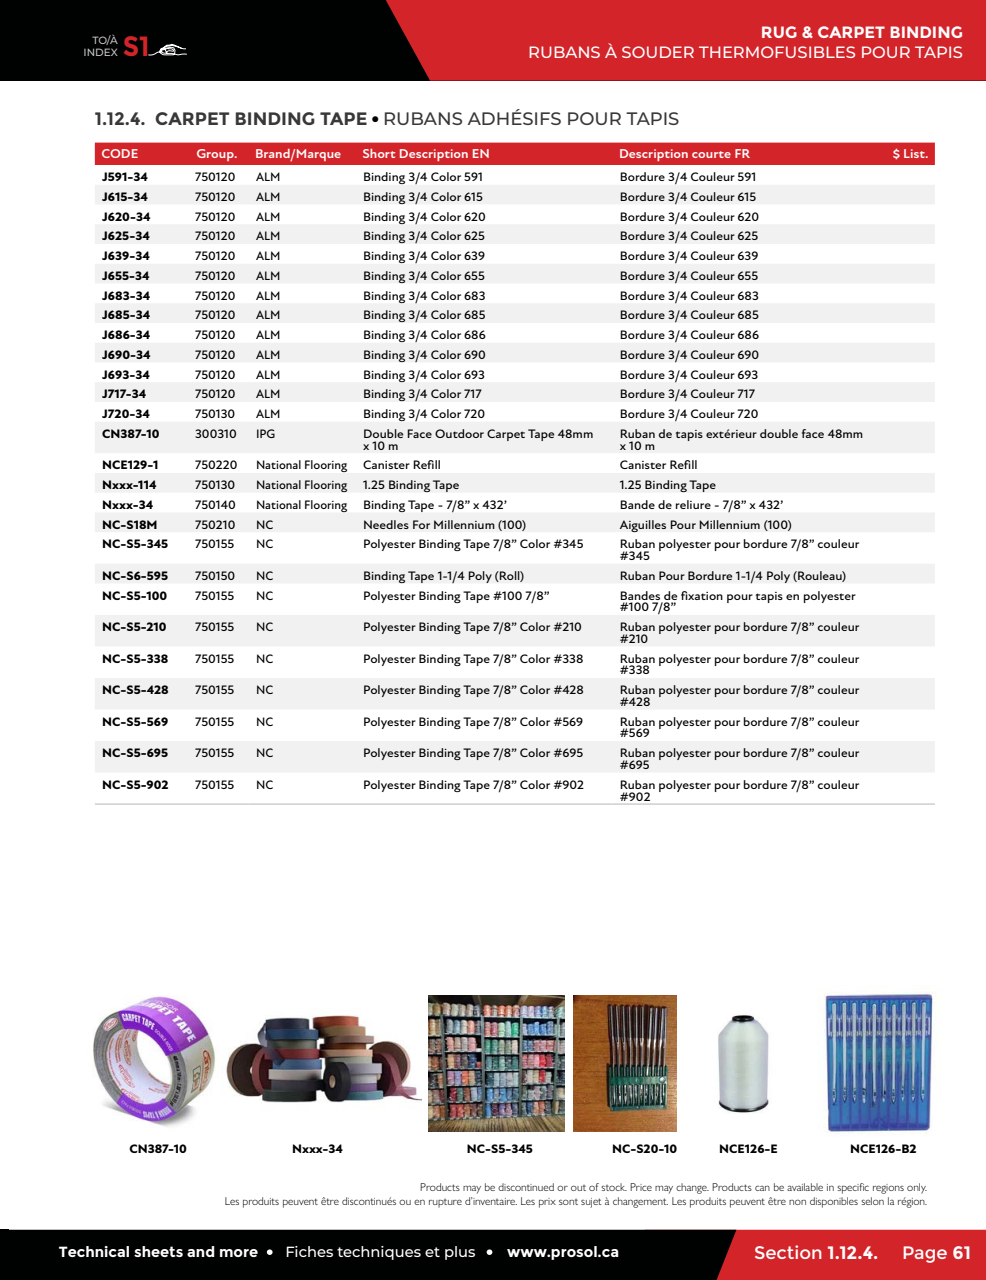 TO/À
INDEX S1
RUG & CARPET BINDING
RUBANS À SOUDER THERMOFUSIBLES POUR TAPIS
1.12.4. CARPET BINDING TAPE • RUBANS ADHÉSIFS POUR TAPIS
CODE Group. Brand/Marque Short Description EN Description courte FR $ List.
J591-34 750120 ALM Binding 3/4 Color 591 Bordure 3/4 Couleur 591
J615-34 750120 ALM Binding 3/4 Color 615 Bordure 3/4 Couleur 615
J620-34 750120 ALM Binding 3/4 Color 620 Bordure 3/4 Couleur 620
J625-34 750120 ALM Binding 3/4 Color 625 Bordure 3/4 Couleur 625
J639-34 750120 ALM Binding 3/4 Color 639 Bordure 3/4 Couleur 639
J655-34 750120 ALM Binding 3/4 Color 655 Bordure 3/4 Couleur 655
J683-34 750120 ALM Binding 3/4 Color 683 Bordure 3/4 Couleur 683
J685-34 750120 ALM Binding 3/4 Color 685 Bordure 3/4 Couleur 685
J686-34 750120 ALM Binding 3/4 Color 686 Bordure 3/4 Couleur 686
J690-34 750120 ALM Binding 3/4 Color 690 Bordure 3/4 Couleur 690
J693-34 750120 ALM Binding 3/4 Color 693 Bordure 3/4 Couleur 693
J717-34 750120 ALM Binding 3/4 Color 717 Bordure 3/4 Couleur 717
J720-34 750130 ALM Binding 3/4 Color 720 Bordure 3/4 Couleur 720
CN387-10 300310 IPG Double Face Outdoor Carpet Tape 48mm Ruban de tapis extérieur double face 48mm
x 10 m x 10 m
NCE129-1 750220 National Flooring Canister Refill Canister Refill
Nxxx-114 750130 National Flooring 1.25 Binding Tape 1.25 Binding Tape
Nxxx-34 750140 National Flooring Binding Tape - 7/8” x 432’ Bande de reliure - 7/8” x 432’
NC-S18M 750210 NC Needles For Millennium (100) Aiguilles Pour Millennium (100)
NC-S5-345 750155 NC Polyester Binding Tape 7/8” Color #345 Ruban polyester pour bordure 7/8” couleur
#345
NC-S6-595 750150 NC Binding Tape 1-1/4 Poly (Roll) Ruban Pour Bordure 1-1/4 Poly (Rouleau)
NC-S5-100 750155 NC Polyester Binding Tape #100 7/8” Bandes de fixation pour tapis en polyester
#100 7/8”
NC-S5-210 750155 NC Polyester Binding Tape 7/8” Color #210 Ruban polyester pour bordure 7/8” couleur
#210
NC-S5-338 750155 NC Polyester Binding Tape 7/8” Color #338 Ruban polyester pour bordure 7/8” couleur
#338
NC-S5-428 750155 NC Polyester Binding Tape 7/8” Color #428 Ruban polyester pour bordure 7/8” couleur
#428
NC-S5-569 750155 NC Polyester Binding Tape 7/8” Color #569 Ruban polyester pour bordure 7/8” couleur
#569
NC-S5-695 750155 NC Polyester Binding Tape 7/8” Color #695 Ruban polyester pour bordure 7/8” couleur
#695
NC-S5-902 750155 NC Polyester Binding Tape 7/8” Color #902 Ruban polyester pour bordure 7/8” couleur
#902
CARPET TAPE
CARPET TAPE
CN387-10 Nxxx-34 NC-S5-345 NC-S20-10 NCE126-E NCE126-B2
Products may be discontinued or out of stock. Price may change. Products can be available in specific regions only.
Les produits peuvent être discontinués ou en rupture d’inventaire. Les prix sont sujet à changement. Les produits peuvent être non disponibles selon la région.
Technical sheets and more • Fiches techniques et plus • www.prosol.ca
Section 1.12.4. Page 61